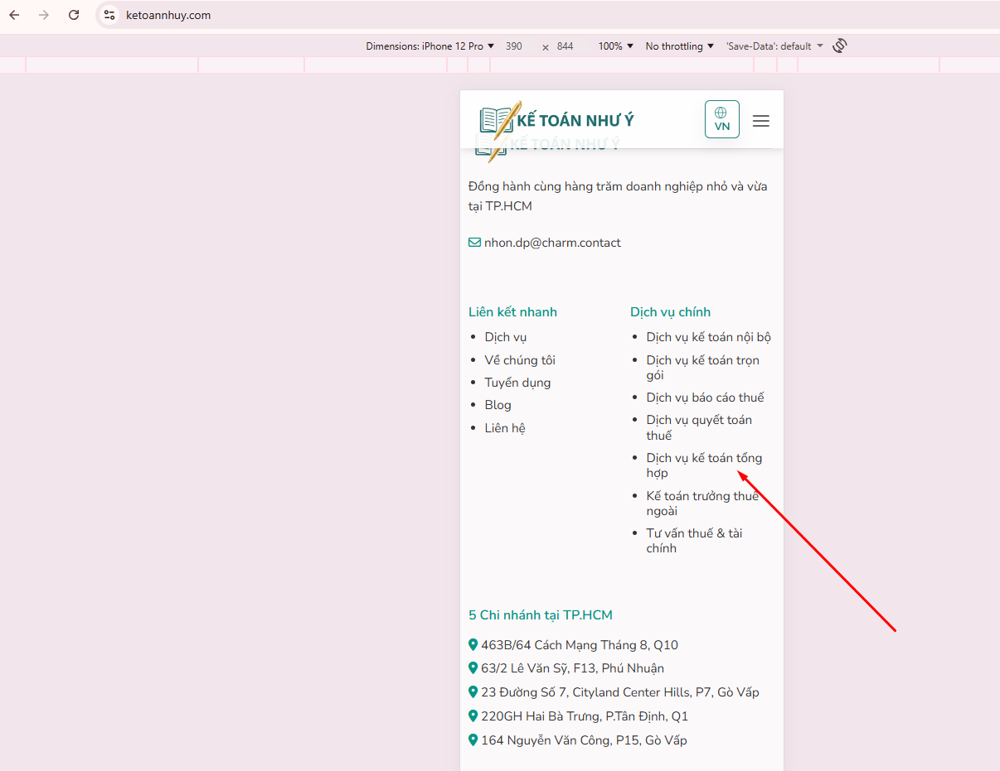 ketoannhuy.com
Dimensions: iPhone 12 Pro 390 × 844 100% No throttling 'Save-Data': default
KẾ TOÁN NHƯ Ý
VN
KẾ TOÁN NHƯ Ý
Đồng hành cùng hàng trăm doanh nghiệp nhỏ và vừa
tại TP.HCM
nhon.dp@charm.contact
Liên kết nhanh
Dịch vụ
Về chúng tôi
Tuyển dụng
Blog
Liên hệ
Dịch vụ chính
Dịch vụ kế toán nội bộ
Dịch vụ kế toán trọn
gói
Dịch vụ báo cáo thuế
Dịch vụ quyết toán
thuế
Dịch vụ kế toán tổng
hợp
Kế toán trưởng thuê
ngoài
Tư vấn thuế & tài
chính
5 Chi nhánh tại TP.HCM
463B/64 Cách Mạng Tháng 8, Q10
63/2 Lê Văn Sỹ, F13, Phú Nhuận
23 Đường Số 7, Cityland Center Hills, P7, Gò Vấp
220GH Hai Bà Trưng, P.Tân Định, Q1
164 Nguyễn Văn Công, P15, Gò Vấp